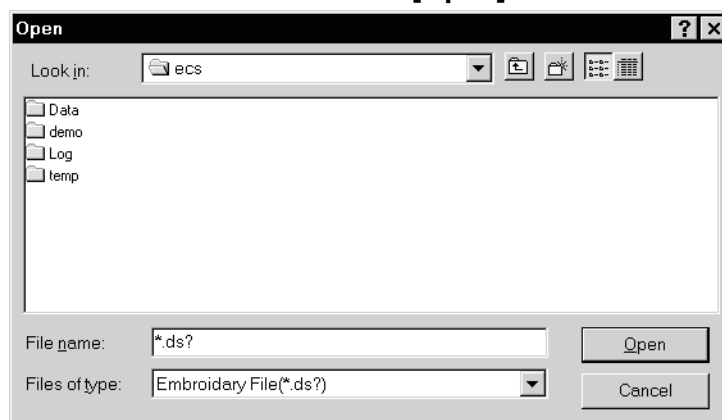 Open ? ×
Look in: ecs
Data
demo
Log
temp
File name: *.ds? Open
Files of type: Embroidary File(*.ds?) Cancel